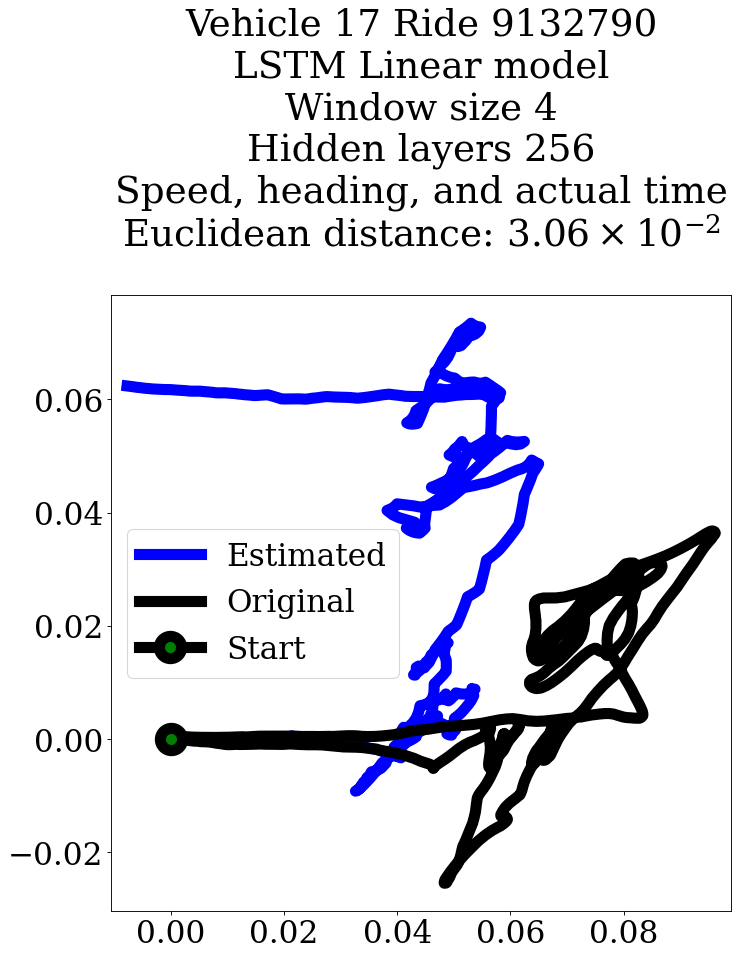 Vehicle 17 Ride 9132790
LSTM Linear model
Window size 4
Hidden layers 256
Speed, heading, and actual time
Euclidean distance: 3.06 × 10⁻²
0.06
0.04
0.02
0.00
−0.02
Estimated
Original
Start
0.00 0.02 0.04 0.06 0.08